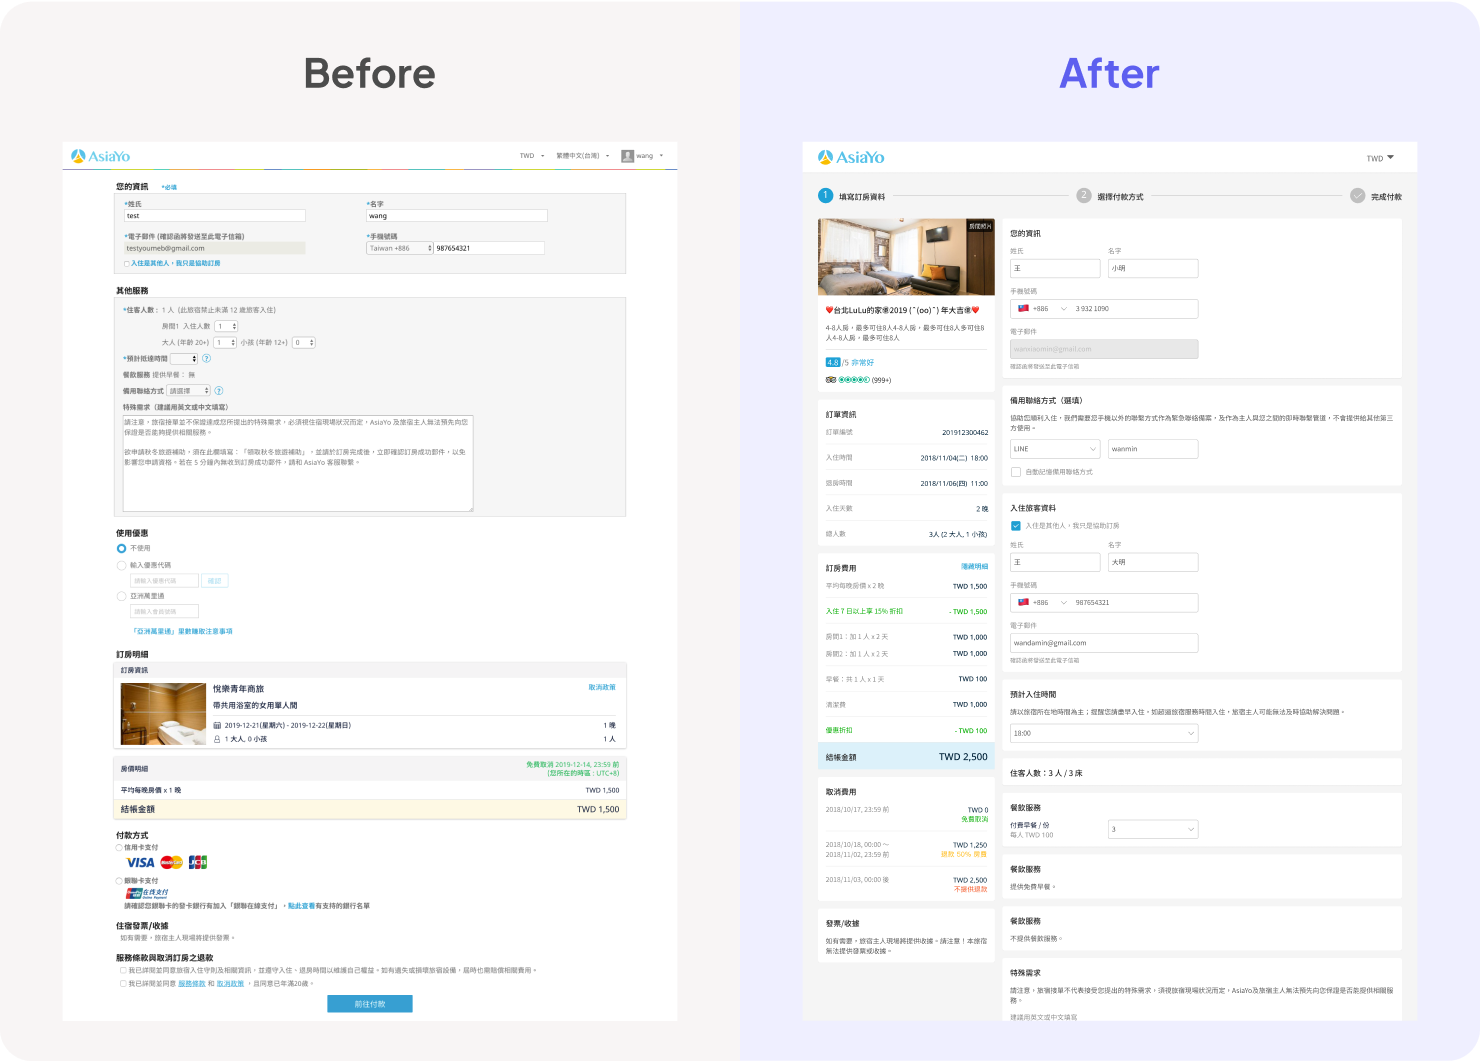 Before
AsiaYo
TWD
繁體中文(台灣)
wang
您的資訊 *必填
*姓氏
*名字
test
wang
*電子郵件 (確認函將發送至此電子信箱)
*手機號碼
testyoumeb@gmail.com
Taiwan +886
987654321
入住是其他人，我只是協助訂房
其他服務
*住客人數： 1 人 (此旅宿禁止未滿 12 歲旅客入住)
房間1 入住人數 1
大人 (年齡 20+) 1 小孩 (年齡 12+) 0
*預計抵達時間 ?
餐飲服務 提供早餐： 無
備用聯絡方式 請選擇 ?
特殊需求（建議用英文或中文填寫）
請注意，旅宿接單並不保證達成您所提出的特殊需求，必須視住宿現場狀況而定，AsiaYo 及旅宿主人無法預先向您
保證是否能夠提供相關服務。
欲申請秋冬旅遊補助，須在此欄填寫：「領取秋冬旅遊補助」，並請於訂房完成後，立即確認訂房成功郵件，以免
影響您申請資格。若在 5 分鐘內無收到訂房成功郵件，請和 AsiaYo 客服聯繫。
使用優惠
不使用
輸入優惠代碼
請輸入優惠代碼 確認
亞洲萬里通
請輸入會員號碼
「亞洲萬里通」里數賺取注意事項
訂房明細
訂房資訊
悅樂青年商旅
取消政策
帶共用浴室的女用單人間
2019-12-21(星期六) - 2019-12-22(星期日)
1 晚
1 大人, 0 小孩
1 人
房價明細
免費取消 2019-12-14, 23:59 前
(您所在的時區 : UTC+8)
平均每晚房價 x 1 晚
TWD 1,500
結帳金額
TWD 1,500
付款方式
信用卡支付
VISA MasterCard JCB
銀聯卡支付
UnionPay 在线支付
Online Payment
請確認您銀聯卡的發卡銀行有加入「銀聯在線支付」，點此查看有支持的銀行名單
住宿發票/收據
如有需要，旅宿主人現場將提供發票。
服務條款與取消訂房之退款
我已詳閱並同意旅宿入住守則及相關資訊，並遵守入住、退房時間以維護自己權益。如有遺失或損壞旅宿設備，屆時也需賠償相關費用。
我已詳閱並同意 服務條款 和 取消政策 ，且同意已年滿20歲。
前往付款
After
AsiaYo
TWD
1 填寫訂房資料
2 選擇付款方式
完成付款
房間照片
❤️台北LuLu的家㊗️2019 (ˊ(oo)ˋ) 年大吉㊗️❤️
4-8人房，最多可住8人4-8人房，最多可住8人多可住8
人4-8人房，最多可住8人
4.8 /5 非常好
(999+)
訂單資訊
訂單編號
201912300462
入住時間
2018/11/04(二) 18:00
退房時間
2018/11/06(四) 11:00
入住天數
2 晚
總人數
3人 (2 大人, 1 小孩)
訂房費用
隱藏明細
平均每晚房價 x 2 晚
TWD 1,500
入住 7 日以上享 15% 折扣
- TWD 1,500
房間1：加 1 人 x 2 天
TWD 1,000
房間2：加 1 人 x 2 天
TWD 1,000
早餐：共 1 人 x 1 天
TWD 100
清潔費
TWD 1,000
優惠折扣
- TWD 100
結帳金額
TWD 2,500
取消費用
2018/10/17, 23:59 前
TWD 0
免費取消
2018/10/18, 00:00 ～
2018/11/02, 23:59 前
TWD 1,250
退款 50% 房費
2018/11/03, 00:00 後
TWD 2,500
不提供退款
發票/收據
如有需要，旅宿主人現場將提供收據。請注意！本旅宿
無法提供發票或收據。
您的資訊
姓氏
名字
王
小明
手機號碼
+886
3 932 1090
電子郵件
wanxiaomin@gmail.com
確認函將發送至此電子信箱
備用聯絡方式（選填）
協助您順利入住，我們需要您手機以外的聯繫方式作為緊急聯絡備案，及作為主人與您之間的即時聯繫管道，不會提供給其他第三
方使用。
LINE
wanmin
自動記憶備用聯絡方式
入住旅客資料
入住是其他人，我只是協助訂房
姓氏
名字
王
大明
手機號碼
+886
987654321
電子郵件
wandamin@gmail.com
確認函將發送至此電子信箱
預計入住時間
請以旅宿所在地時間為主；提醒您請盡早入住。如超過旅宿服務時間入住，旅宿主人可能無法及時協助解決問題。
18:00
住客人數：3 人 / 3 床
餐飲服務
付費早餐 / 份
每人 TWD 100
3
餐飲服務
提供免費早餐。
餐飲服務
不提供餐飲服務。
特殊需求
請注意，旅宿接單不代表接受您提出的特殊需求，須視旅宿現場狀況而定，AsiaYo及旅宿主人無法預先向您保證是否能提供相關服
務。
建議用英文或中文填寫